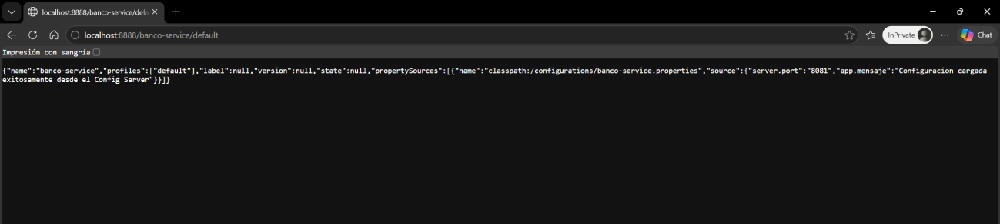 localhost:8888/banco-service/defa
localhost:8888/banco-service/default
InPrivate
Chat
Impresión con sangría
{"name":"banco-service","profiles":["default"],"label":null,"version":null,"state":null,"propertySources":[{"name":"classpath:/configurations/banco-service.properties","source":{"server.port":"8081","app.mensaje":"Configuracion cargada
exitosamente desde el Config Server"}}]}